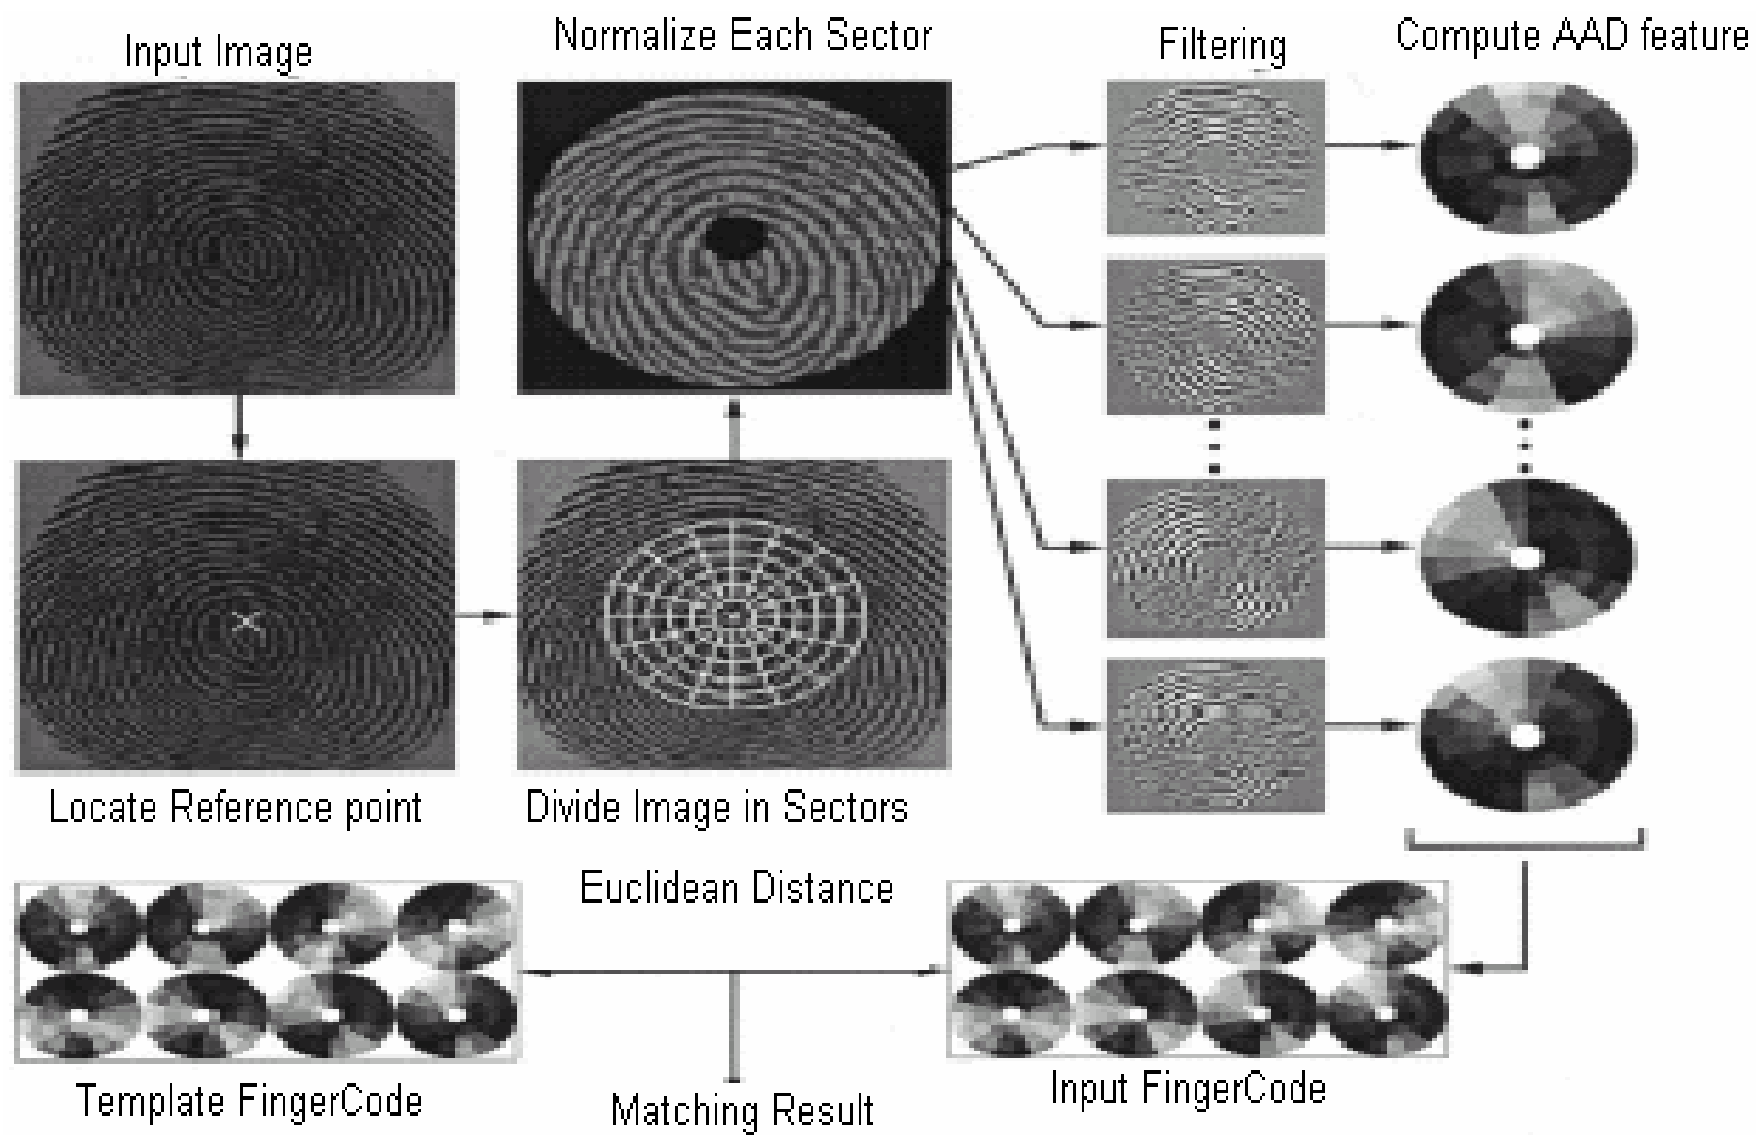 Input Image
Normalize Each Sector
Filtering
Compute AAD feature
Locate Reference point
Divide Image in Sectors
Euclidean Distance
Template FingerCode
Matching Result
Input FingerCode